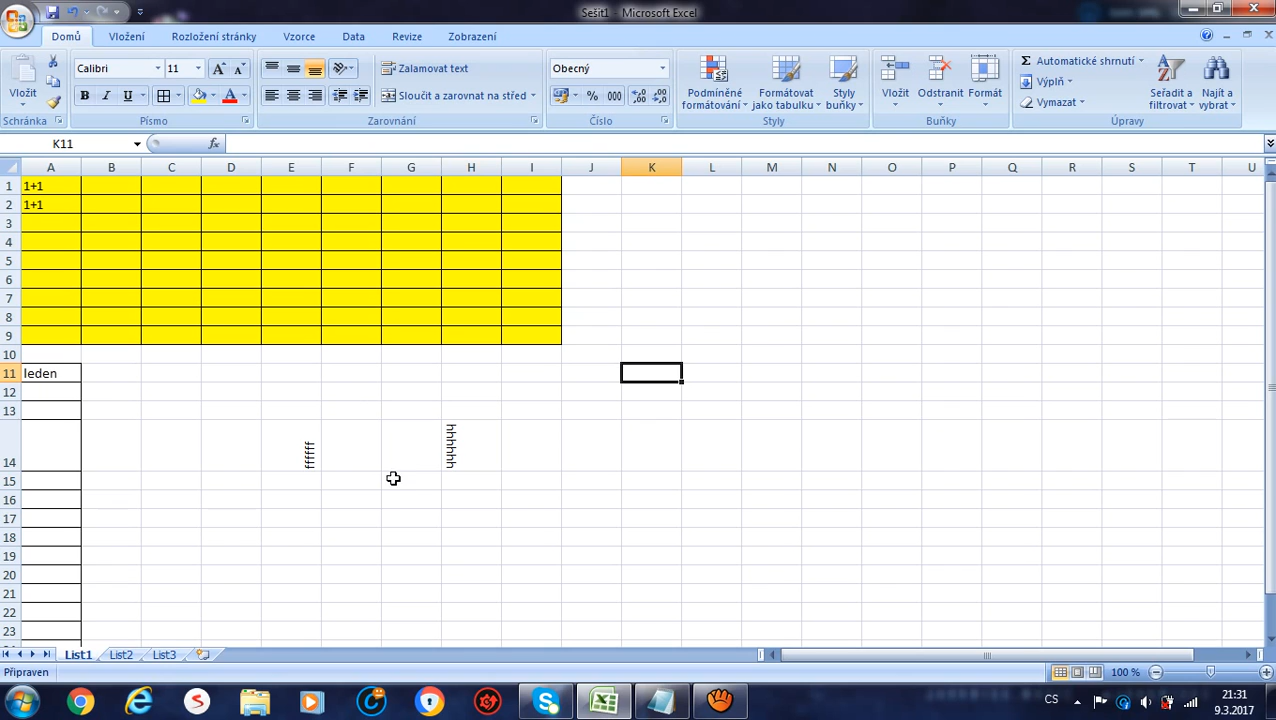 Sešit1 - Microsoft Excel
Domů Vložení Rozložení stránky Vzorce Data Revize Zobrazení
Vložit
Calibri 11
B I U
A A A
Zalamovat text
Sloučit a zarovnat na střed
Obecný
% 000
Podmíněné formátování Formátovat jako tabulku Styly buňky
Vložit Odstranit Formát
Σ Automatické shrnutí
Výplň
Vymazat
Seřadit a filtrovat Najít a vybrat
Schránka Písmo Zarovnání Číslo Styly Buňky Úpravy
K11 fx
A B C D E F G H I J K L M N O P Q R S T U
1 1+1
2 1+1
3
4
5
6
7
8
9
10
11 leden
12
13
14 ffffff hhhhhh
15
16
17
18
19
20
21
22
23
List1 List2 List3
Připraven 100 %
CS 21:31
9.3.2017